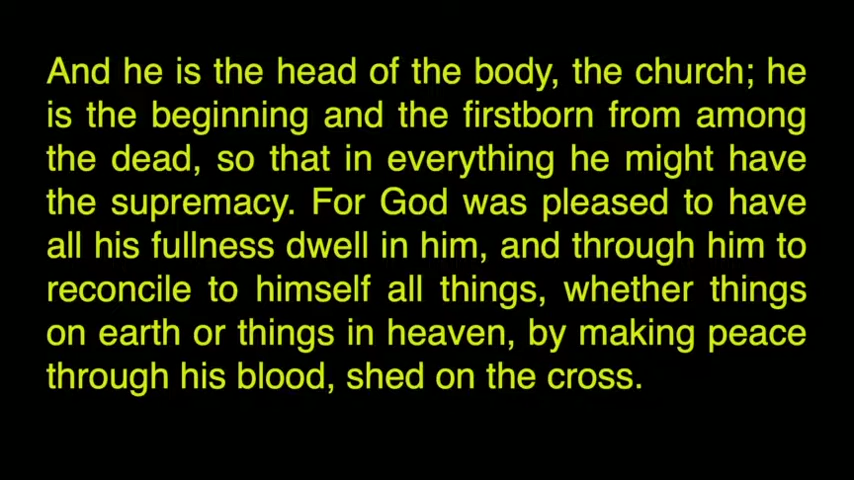 And he is the head of the body, the church; he
is the beginning and the firstborn from among
the dead, so that in everything he might have
the supremacy. For God was pleased to have
all his fullness dwell in him, and through him to
reconcile to himself all things, whether things
on earth or things in heaven, by making peace
through his blood, shed on the cross.